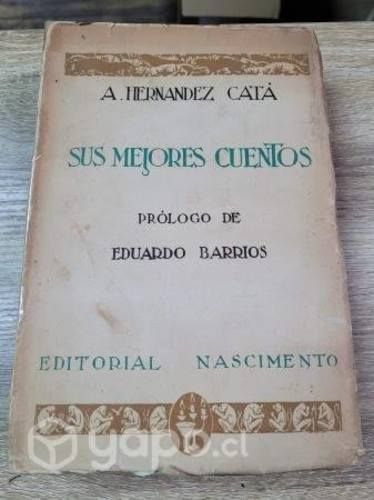 A. HERNANDEZ CATÁ
SUS MEJORES CUENTOS
PRÓLOGO DE
EDUARDO BARRIOS
EDITORIAL NASCIMENTO
yapo.cl